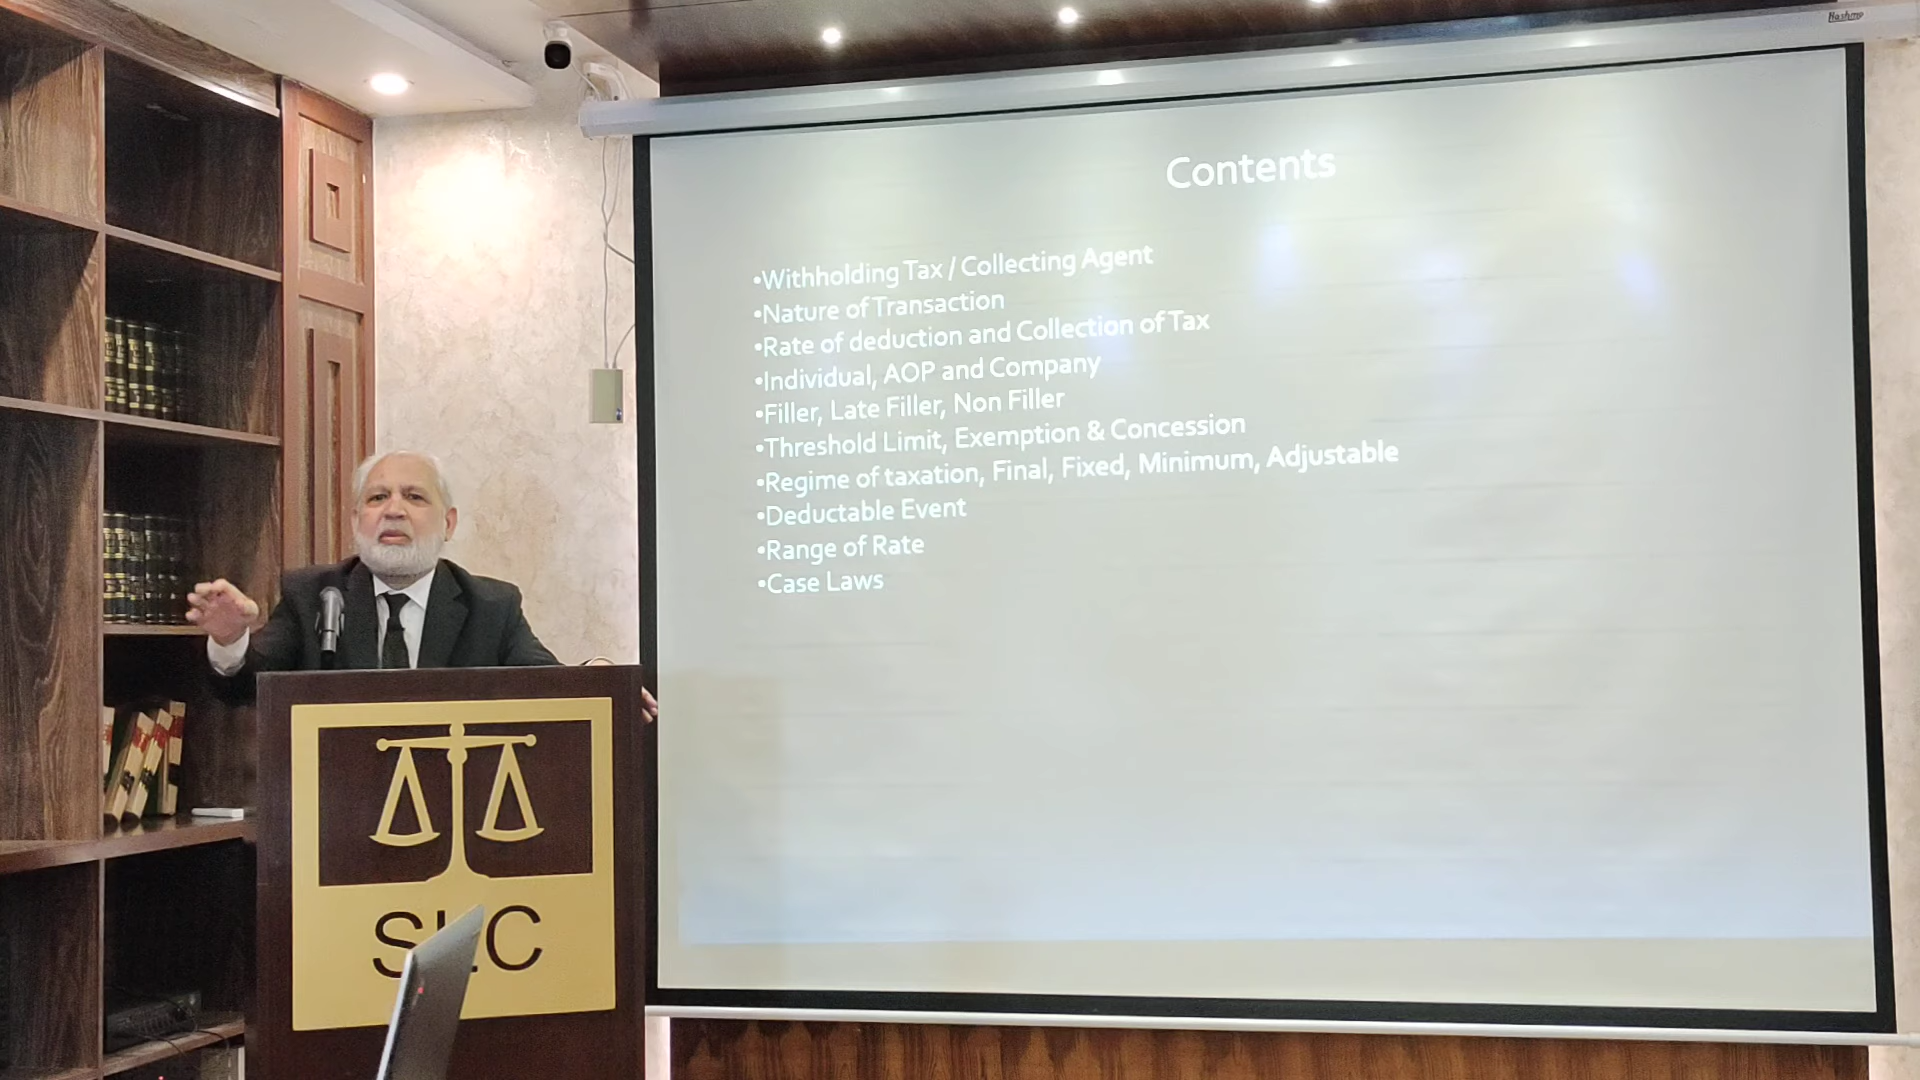 Contents
•Withholding Tax / Collecting Agent
•Nature of Transaction
•Rate of deduction and Collection of Tax
•Individual, AOP and Company
•Filler, Late Filler, Non Filler
•Threshold Limit, Exemption & Concession
•Regime of taxation, Final, Fixed, Minimum, Adjustable
•Deductable Event
•Range of Rate
•Case Laws